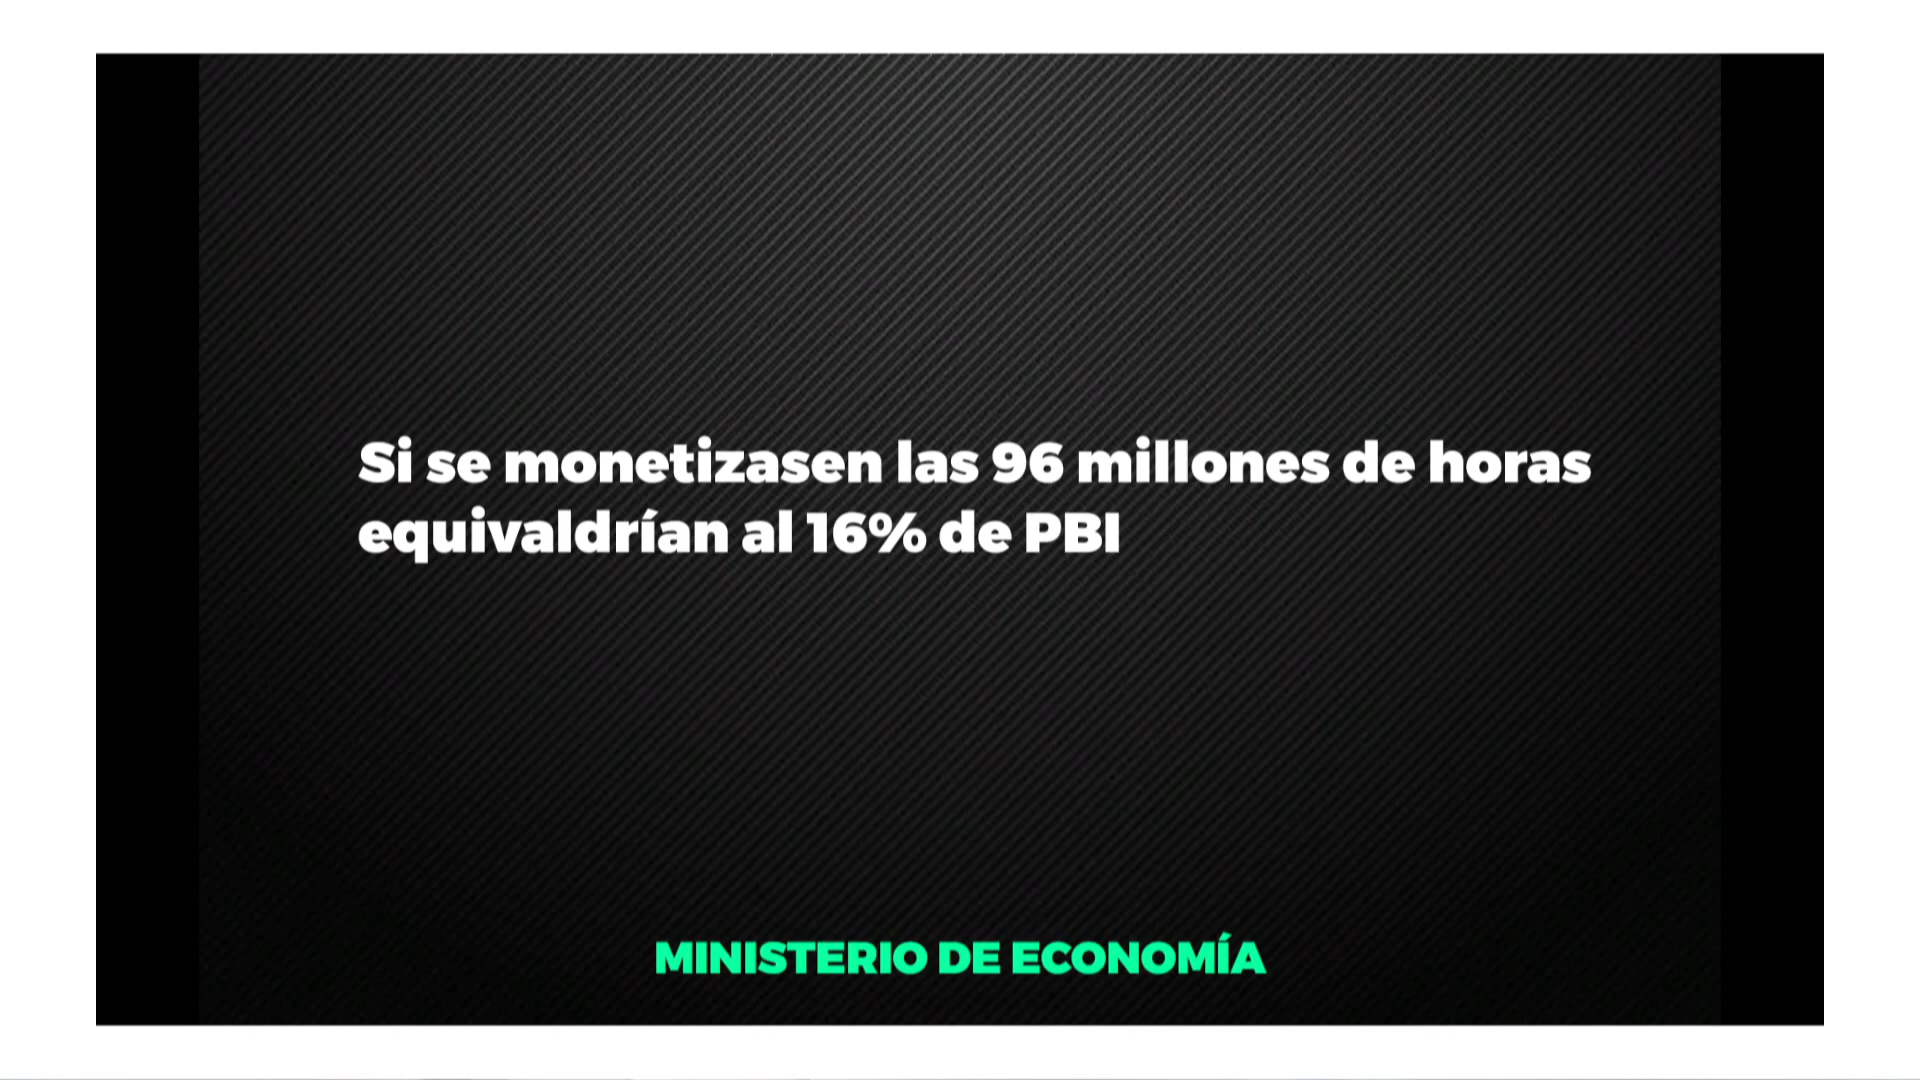 Si se monetizasen las 96 millones de horas
equivaldrían al 16% de PBI
MINISTERIO DE ECONOMÍA